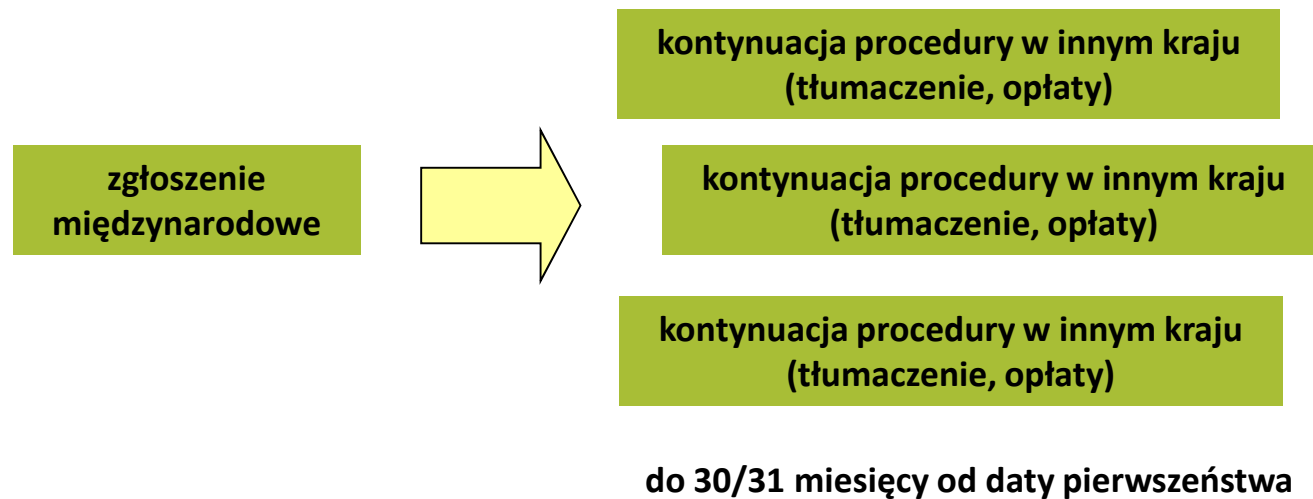 zgłoszenie
międzynarodowe
kontynuacja procedury w innym kraju
(tłumaczenie, opłaty)
kontynuacja procedury w innym kraju
(tłumaczenie, opłaty)
kontynuacja procedury w innym kraju
(tłumaczenie, opłaty)
do 30/31 miesięcy od daty pierwszeństwa